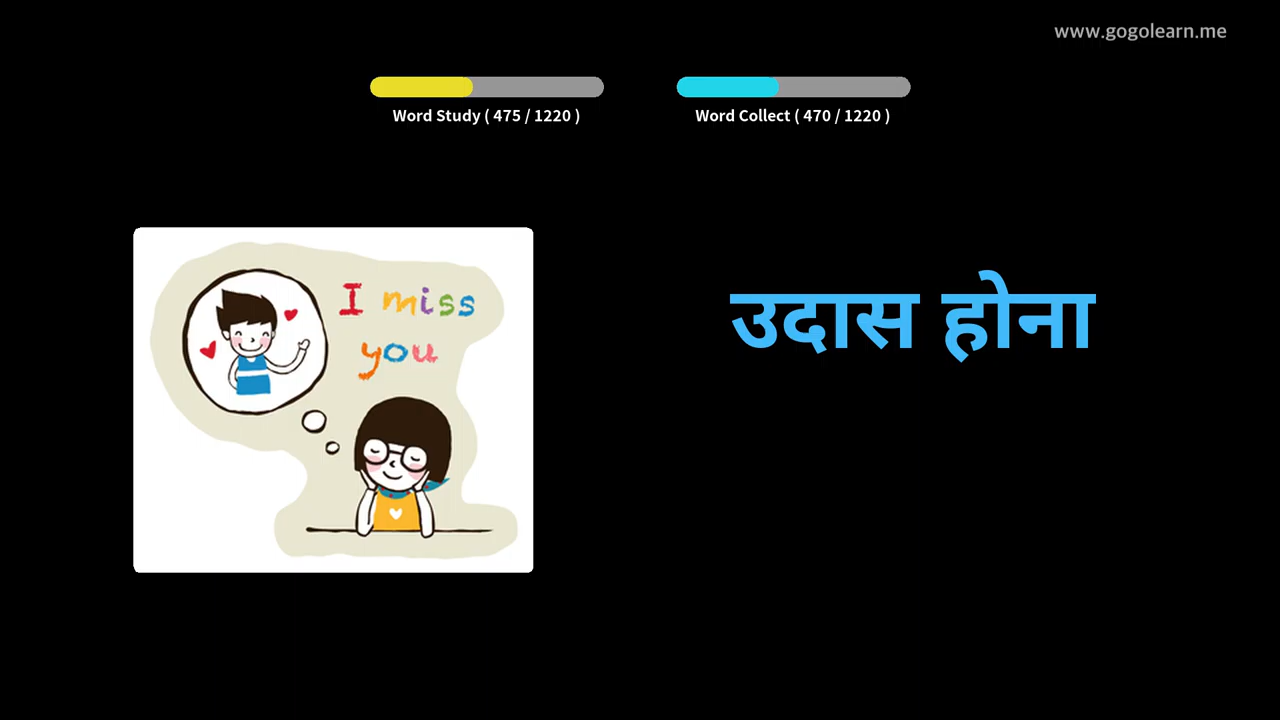 www.gogolearn.me
Word Study ( 475 / 1220 )
Word Collect ( 470 / 1220 )
I miss
you
उदास होना